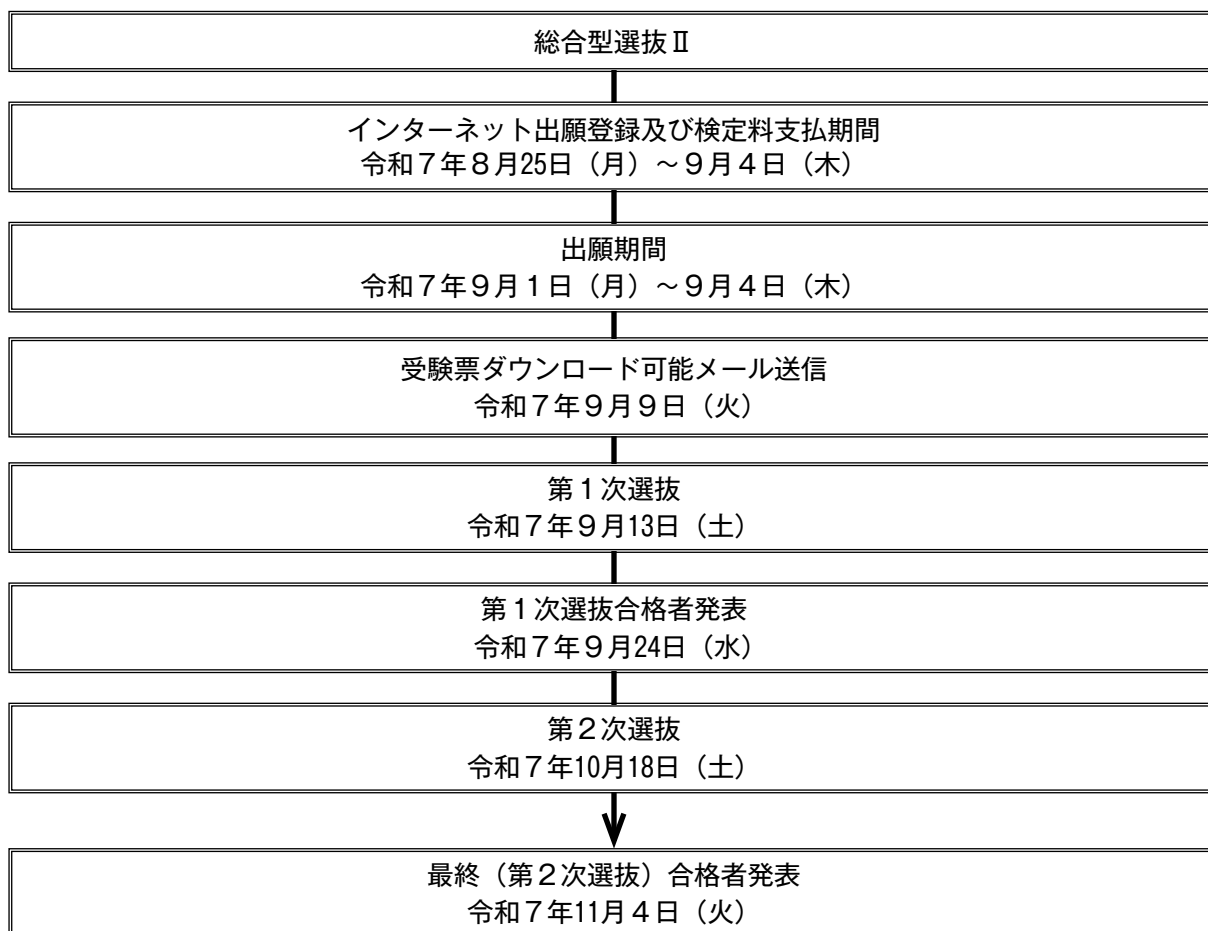 総合型選抜Ⅱ
インターネット出願登録及び検定料支払期間
令和７年８月25日（月）～９月４日（木）
出願期間
令和７年９月１日（月）～９月４日（木）
受験票ダウンロード可能メール送信
令和７年９月９日（火）
第１次選抜
令和７年９月13日（土）
第１次選抜合格者発表
令和７年９月24日（水）
第２次選抜
令和７年10月18日（土）
最終（第２次選抜）合格者発表
令和７年11月４日（火）